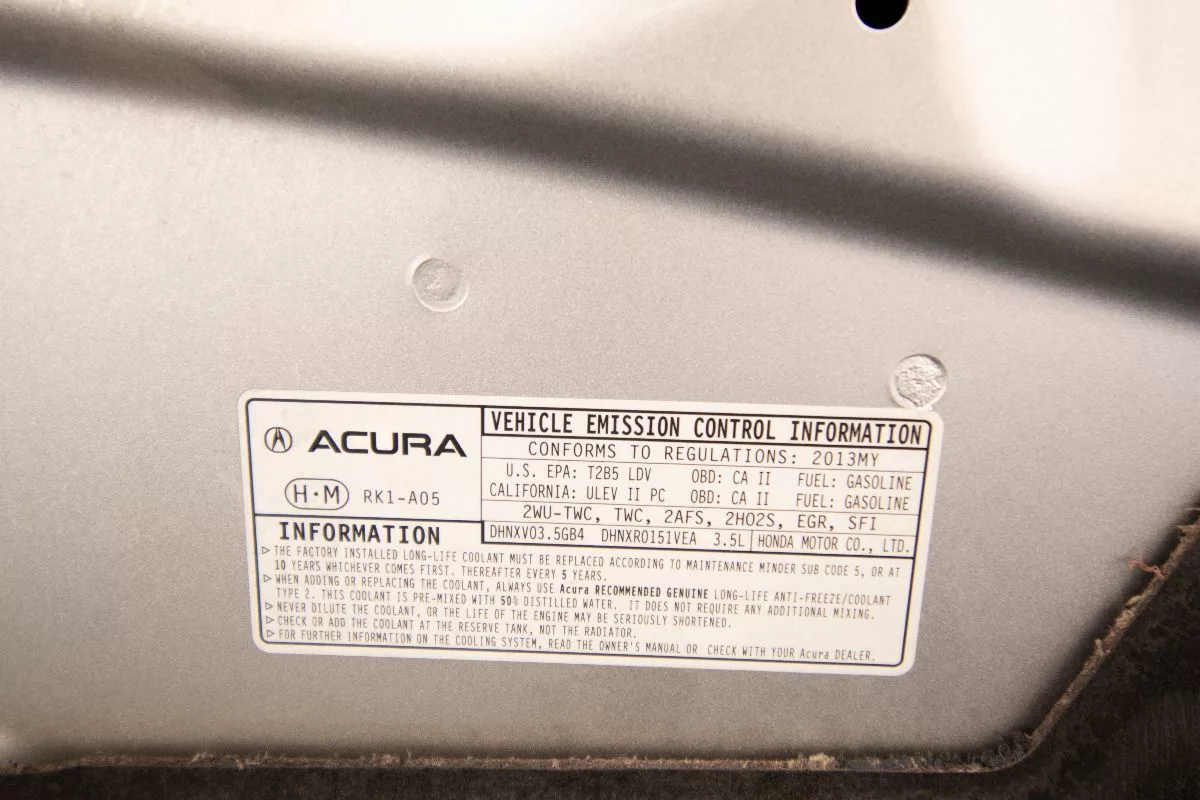 ACURA
H·M RK1-A05
VEHICLE EMISSION CONTROL INFORMATION
CONFORMS TO REGULATIONS: 2013MY
U.S. EPA: T2B5 LDV OBD: CA II FUEL: GASOLINE
CALIFORNIA: ULEV II PC OBD: CA II FUEL: GASOLINE
2WU-TWC, TWC, 2AFS, 2HO2S, EGR, SFI
DHNXV03.5GB4 DHNXR0151VEA 3.5L HONDA MOTOR CO., LTD.
INFORMATION
▷ THE FACTORY INSTALLED LONG-LIFE COOLANT MUST BE REPLACED ACCORDING TO MAINTENANCE MINDER SUB CODE 5, OR AT
10 YEARS WHICHEVER COMES FIRST. THEREAFTER EVERY 5 YEARS.
▷ WHEN ADDING OR REPLACING THE COOLANT, ALWAYS USE Acura RECOMMENDED GENUINE LONG-LIFE ANTI-FREEZE/COOLANT
TYPE 2. THIS COOLANT IS PRE-MIXED WITH 50% DISTILLED WATER. IT DOES NOT REQUIRE ANY ADDITIONAL MIXING.
▷ NEVER DILUTE THE COOLANT, OR THE LIFE OF THE ENGINE MAY BE SERIOUSLY SHORTENED.
▷ CHECK OR ADD THE COOLANT AT THE RESERVE TANK, NOT THE RADIATOR.
▷ FOR FURTHER INFORMATION ON THE COOLING SYSTEM, READ THE OWNER'S MANUAL OR CHECK WITH YOUR Acura DEALER.